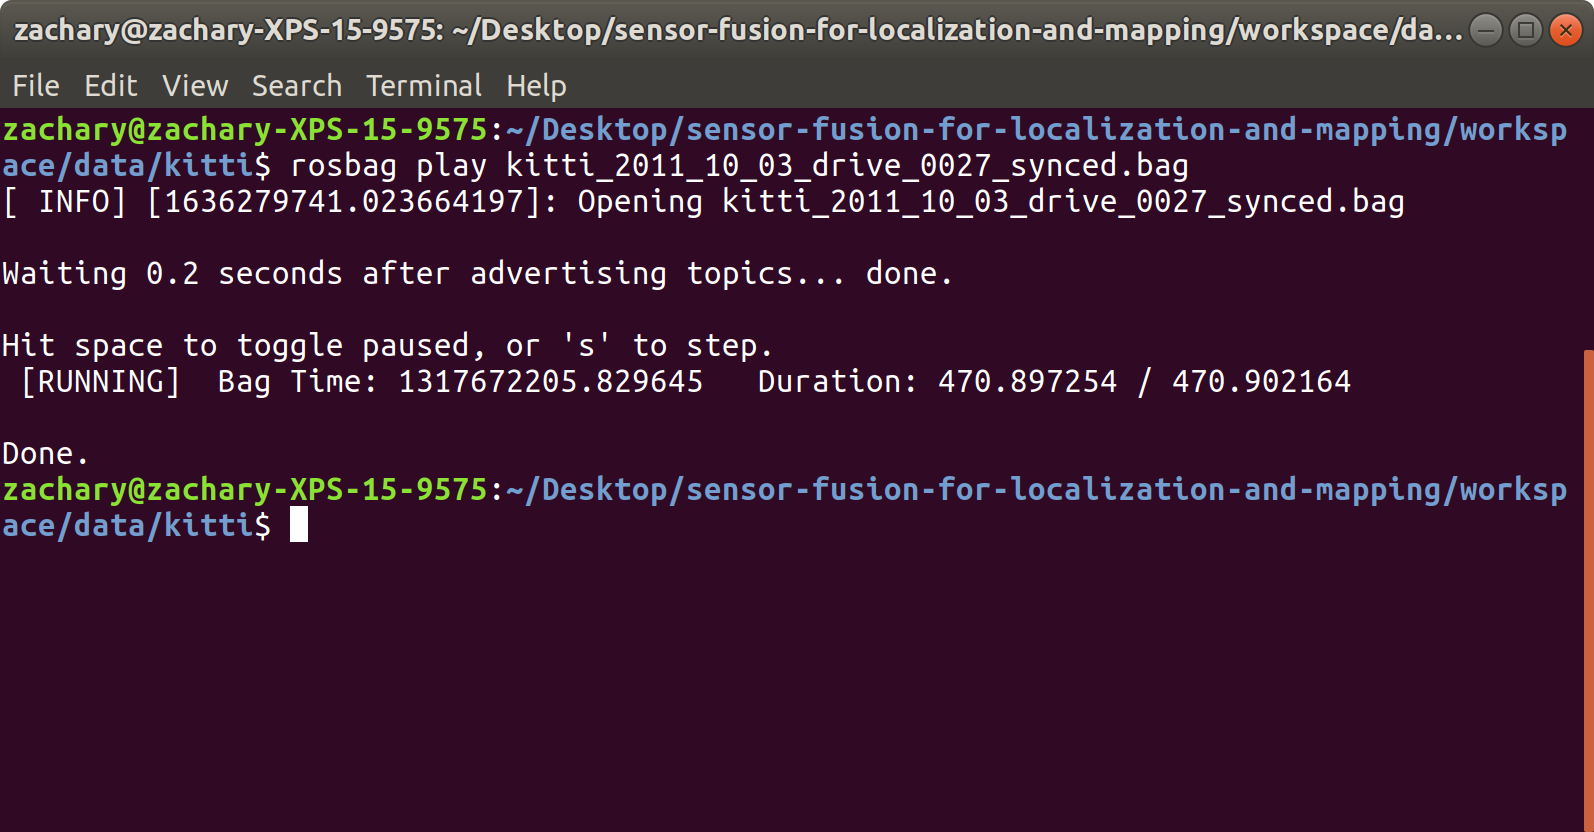 zachary@zachary-XPS-15-9575: ~/Desktop/sensor-fusion-for-localization-and-mapping/workspace/da...
File Edit View Search Terminal Help
zachary@zachary-XPS-15-9575:~/Desktop/sensor-fusion-for-localization-and-mapping/worksp
ace/data/kitti$ rosbag play kitti_2011_10_03_drive_0027_synced.bag
[ INFO] [1636279741.023664197]: Opening kitti_2011_10_03_drive_0027_synced.bag
Waiting 0.2 seconds after advertising topics... done.
Hit space to toggle paused, or 's' to step.
[RUNNING]  Bag Time: 1317672205.829645   Duration: 470.897254 / 470.902164
Done.
zachary@zachary-XPS-15-9575:~/Desktop/sensor-fusion-for-localization-and-mapping/worksp
ace/data/kitti$